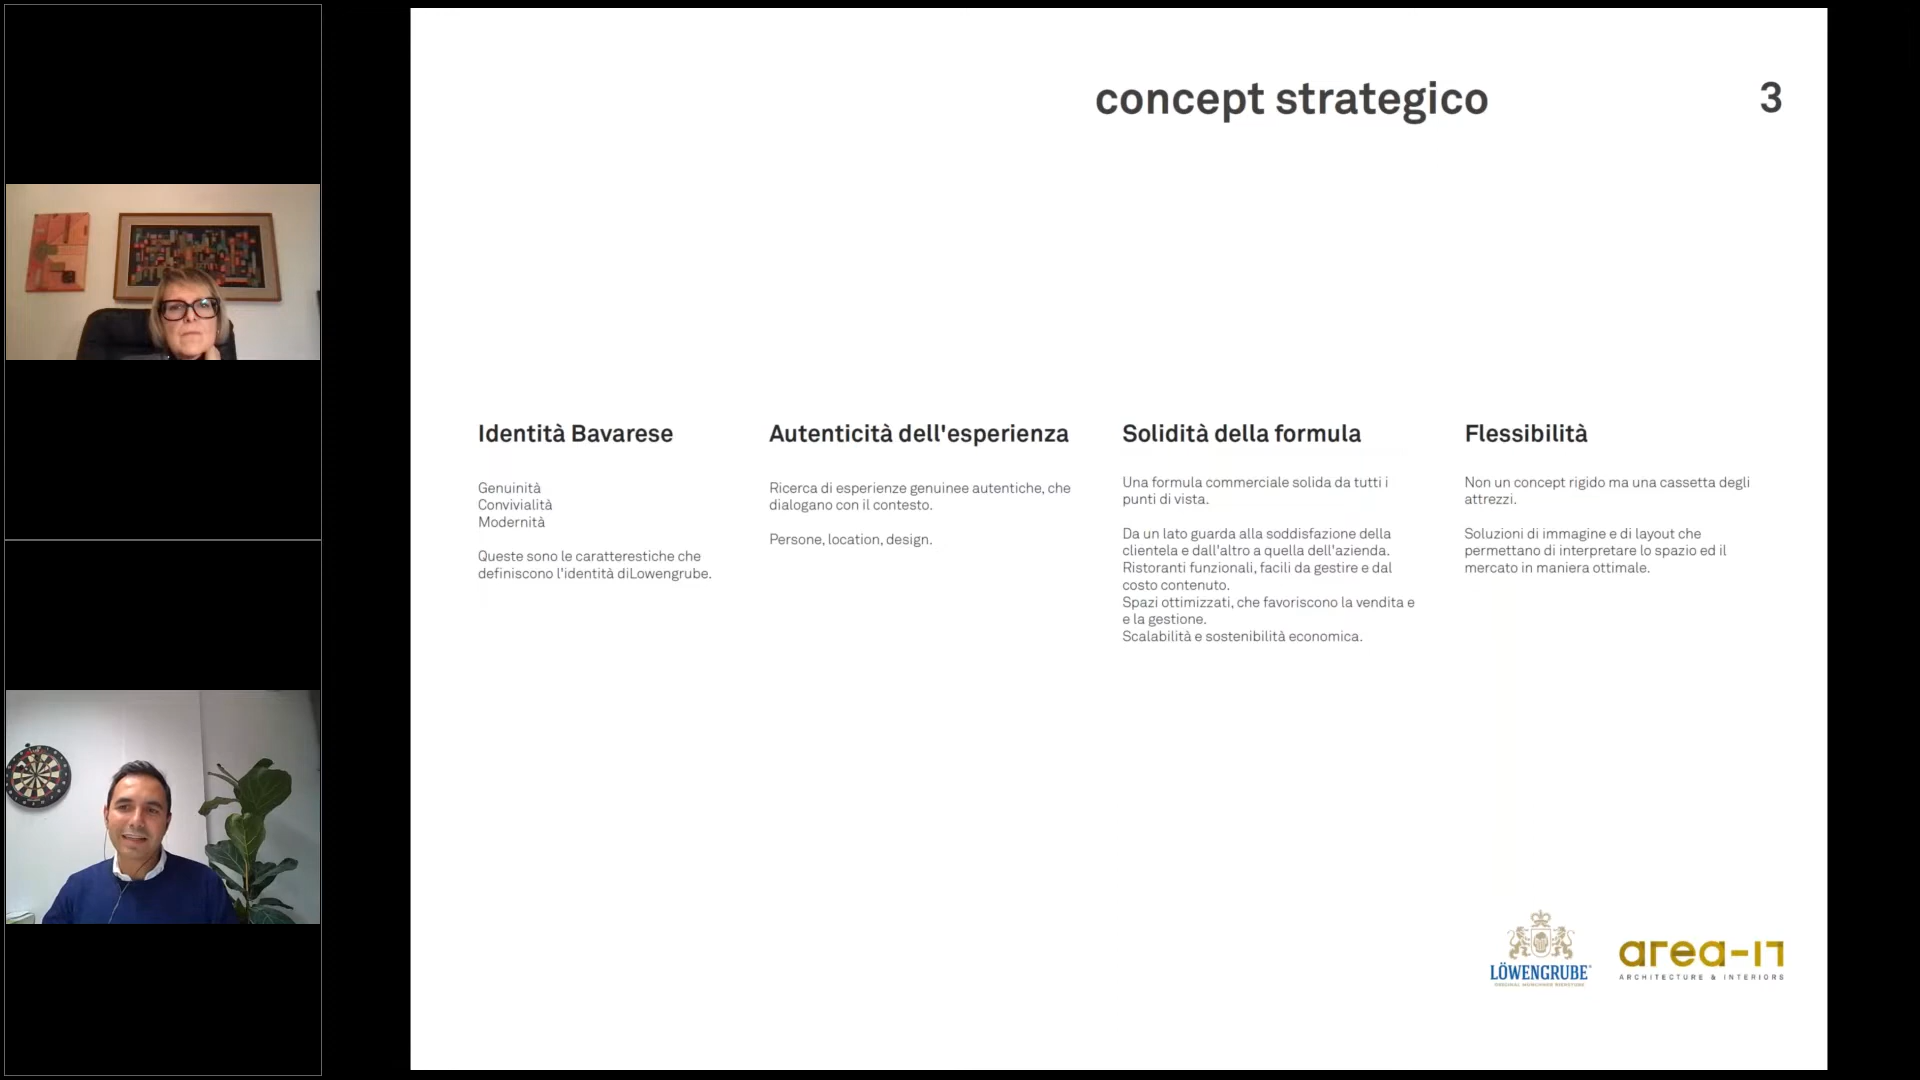 concept strategico
3
Identità Bavarese
Genuinità
Convivialità
Modernità
Queste sono le caratterestiche che
definiscono l'identità diLowengrube.
Autenticità dell'esperienza
Ricerca di esperienze genuinee autentiche, che
dialogano con il contesto.
Persone, location, design.
Solidità della formula
Una formula commerciale solida da tutti i
punti di vista.
Da un lato guarda alla soddisfazione della
clientela e dall'altro a quella dell'azienda.
Ristoranti funzionali, facili da gestire e dal
costo contenuto.
Spazi ottimizzati, che favoriscono la vendita e
e la gestione.
Scalabilità e sostenibilità economica.
Flessibilità
Non un concept rigido ma una cassetta degli
attrezzi.
Soluzioni di immagine e di layout che
permettano di interpretare lo spazio ed il
mercato in maniera ottimale.
LÖWENGRUBE
ORIGINAL MÜNCHNER BIERSTUBE
area-17
ARCHITECTURE & INTERIORS